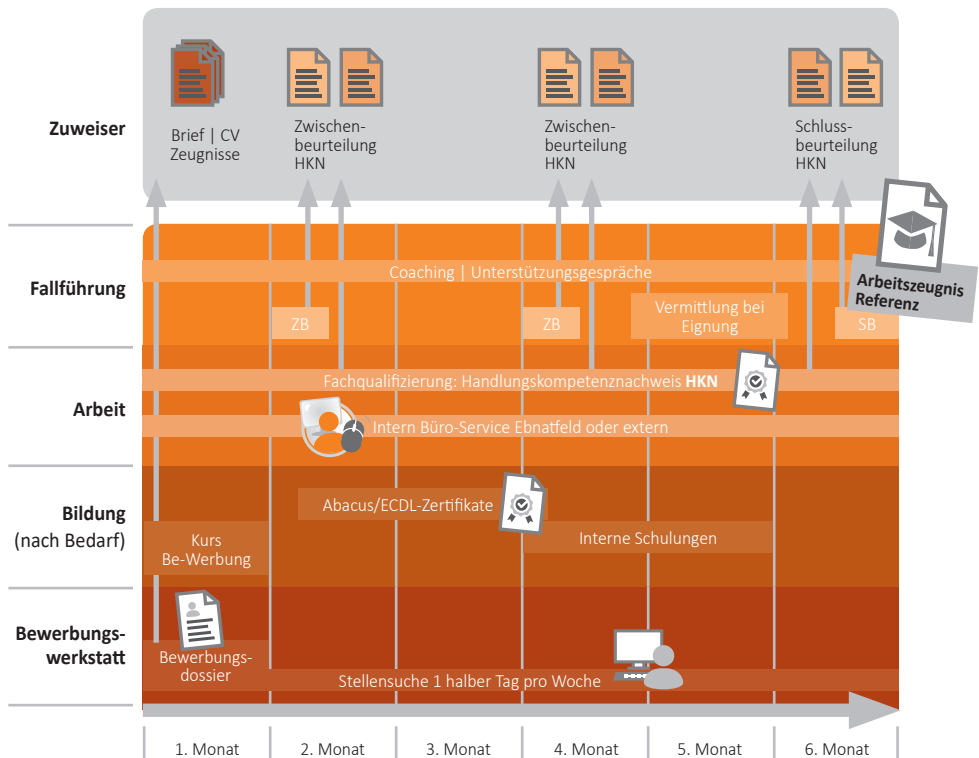 Zuweiser
Brief | CV
Zeugnisse
Zwischen-
beurteilung
HKN
Zwischen-
beurteilung
HKN
Schluss-
beurteilung
HKN
Fallführung
Coaching | Unterstützungsgespräche
Arbeitszeugnis
Referenz
ZB
ZB
Vermittlung bei
Eignung
SB
Arbeit
Fachqualifizierung: Handlungskompetenznachweis HKN
Intern Büro-Service Ebnatfeld oder extern
Bildung
(nach Bedarf)
Abacus/ECDL-Zertifikate
Kurs
Be-Werbung
Interne Schulungen
Bewerbungs-
werkstatt
Bewerbungs-
dossier
Stellensuche 1 halber Tag pro Woche
1. Monat
2. Monat
3. Monat
4. Monat
5. Monat
6. Monat